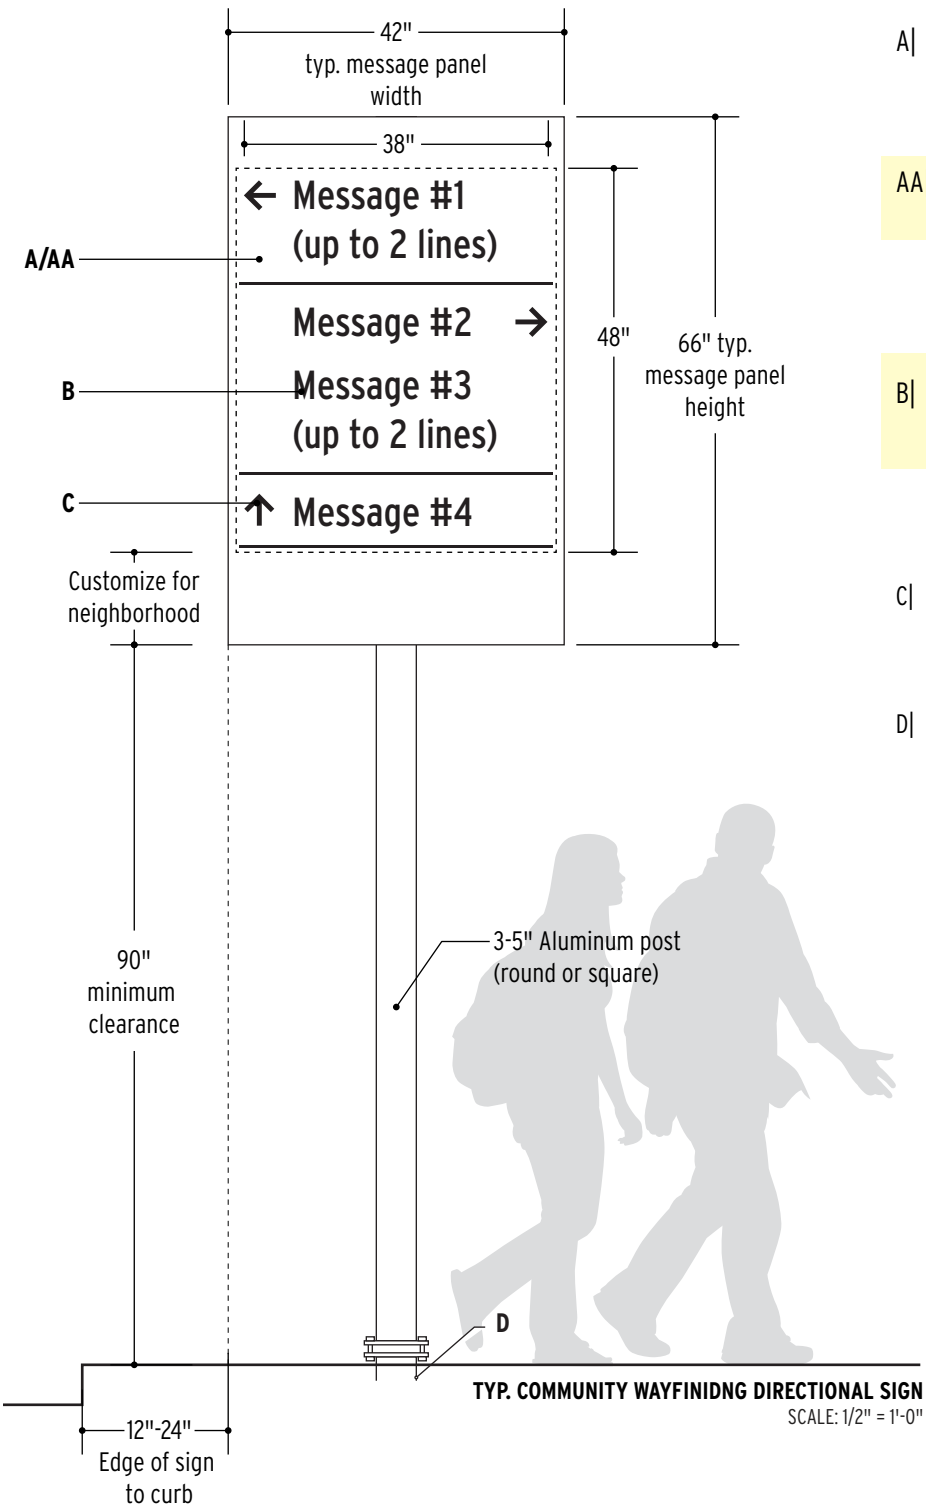 42"
typ. message panel
width
A|
38"
AA
← Message #1
(up to 2 lines)
A/AA
Message #2 →
48"
66" typ.
message panel
height
B
Message #3
(up to 2 lines)
B|
C
↑ Message #4
Customize for
neighborhood
C|
D|
3-5" Aluminum post
(round or square)
90"
minimum
clearance
D
TYP. COMMUNITY WAYFINIDNG DIRECTIONAL SIGN
SCALE: 1/2" = 1'-0"
12"-24"
Edge of sign
to curb